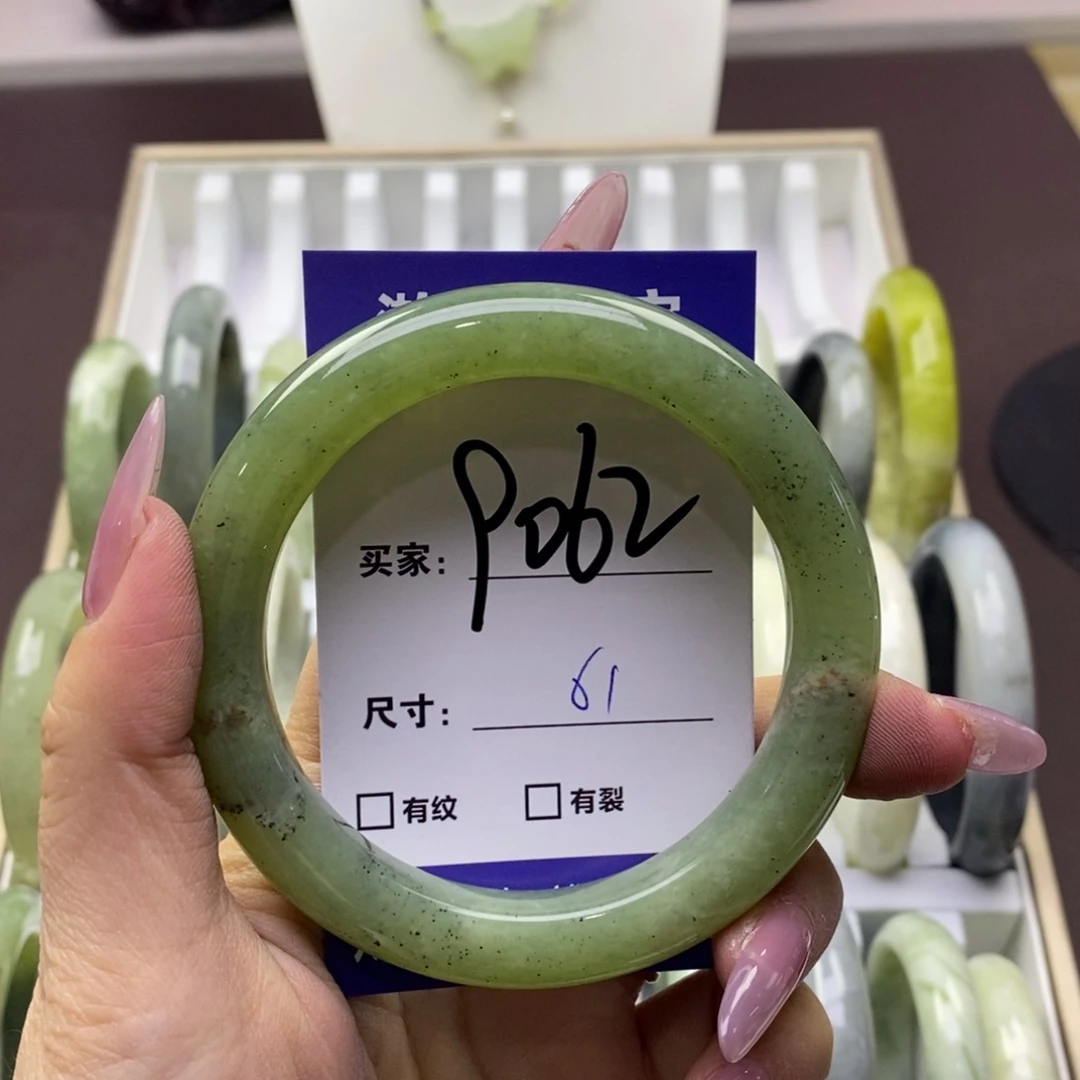 买家: P062
尺寸: 61
有纹 有裂